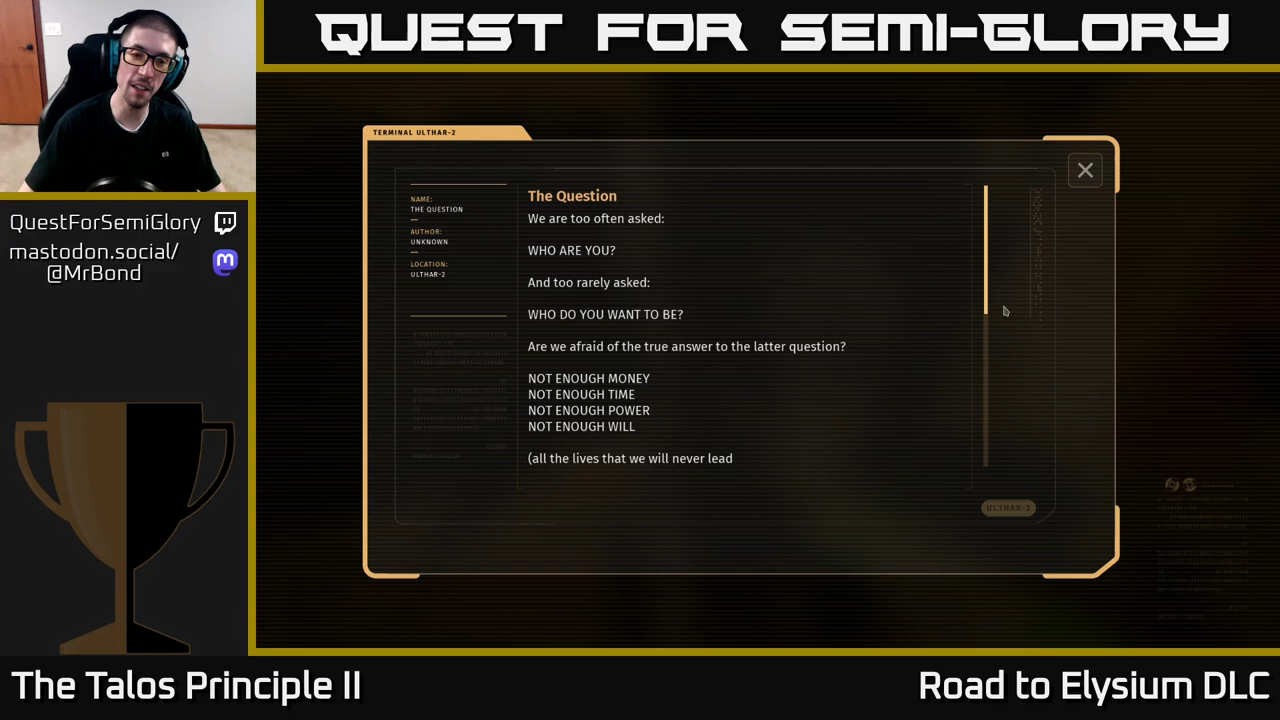 QUEST FOR SEMI-GLORY
QuestForSemiGlory
mastodon.social/
@MrBond
TERMINAL ULTHAR-2
NAME:
THE QUESTION
AUTHOR:
UNKNOWN
LOCATION:
ULTHAR-2
The Question
We are too often asked:
WHO ARE YOU?
And too rarely asked:
WHO DO YOU WANT TO BE?
Are we afraid of the true answer to the latter question?
NOT ENOUGH MONEY
NOT ENOUGH TIME
NOT ENOUGH POWER
NOT ENOUGH WILL
(all the lives that we will never lead
ULTHAR-2
The Talos Principle II
Road to Elysium DLC